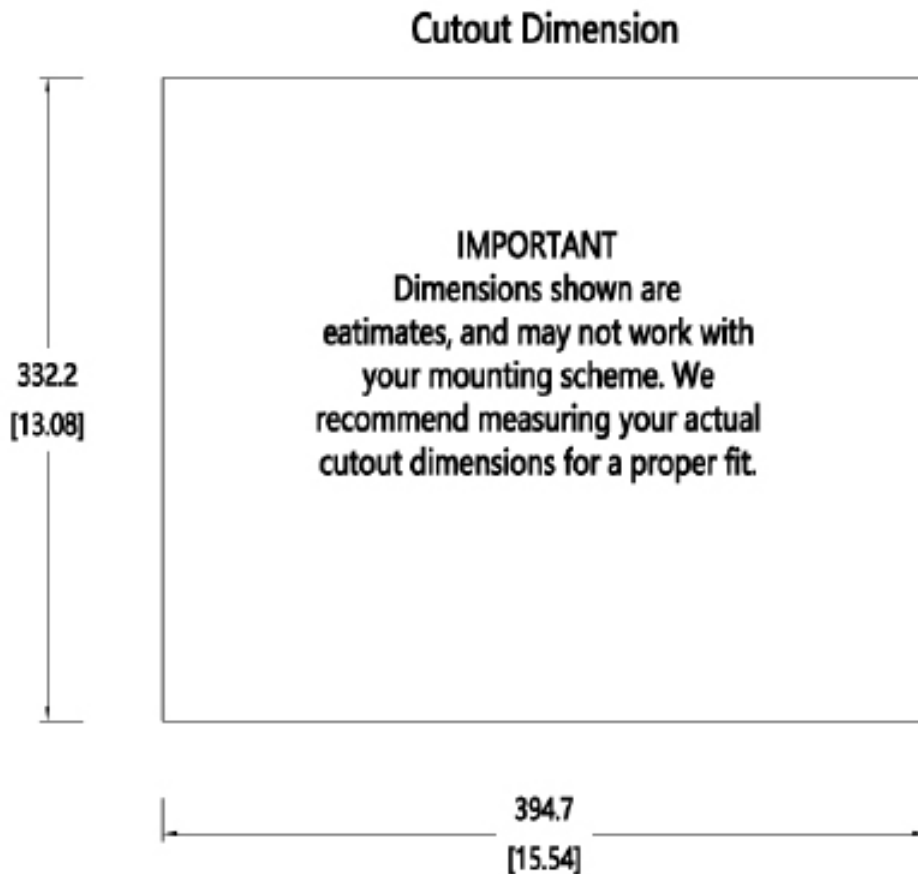 Cutout Dimension
IMPORTANT
Dimensions shown are
eatimates, and may not work with
your mounting scheme. We
recommend measuring your actual
cutout dimensions for a proper fit.
332.2
[13.08]
394.7
[15.54]